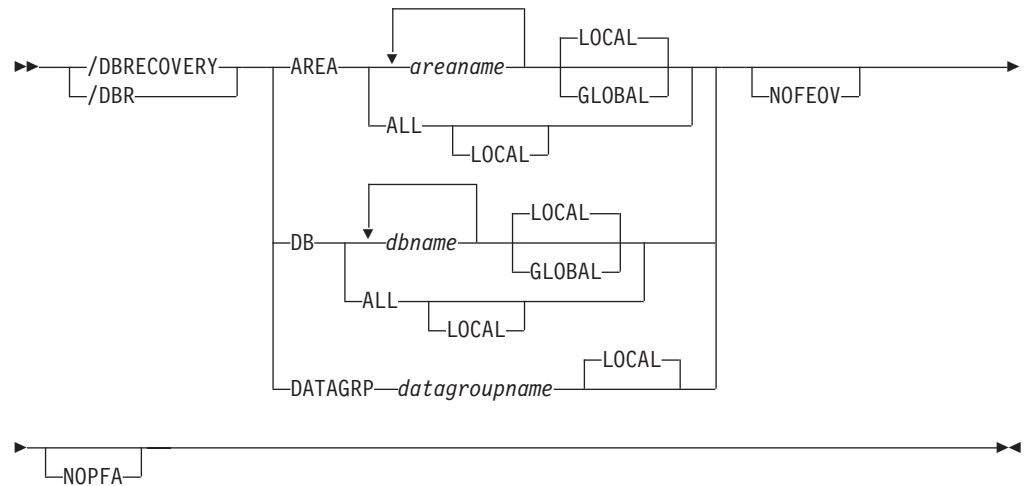 LOCAL
/DBRECOVERY AREA areaname
/DBR GLOBAL NOFEOV
ALL
LOCAL
LOCAL
DB dbname
GLOBAL
ALL
LOCAL
LOCAL
DATAGRP datagroupname
NOPFA